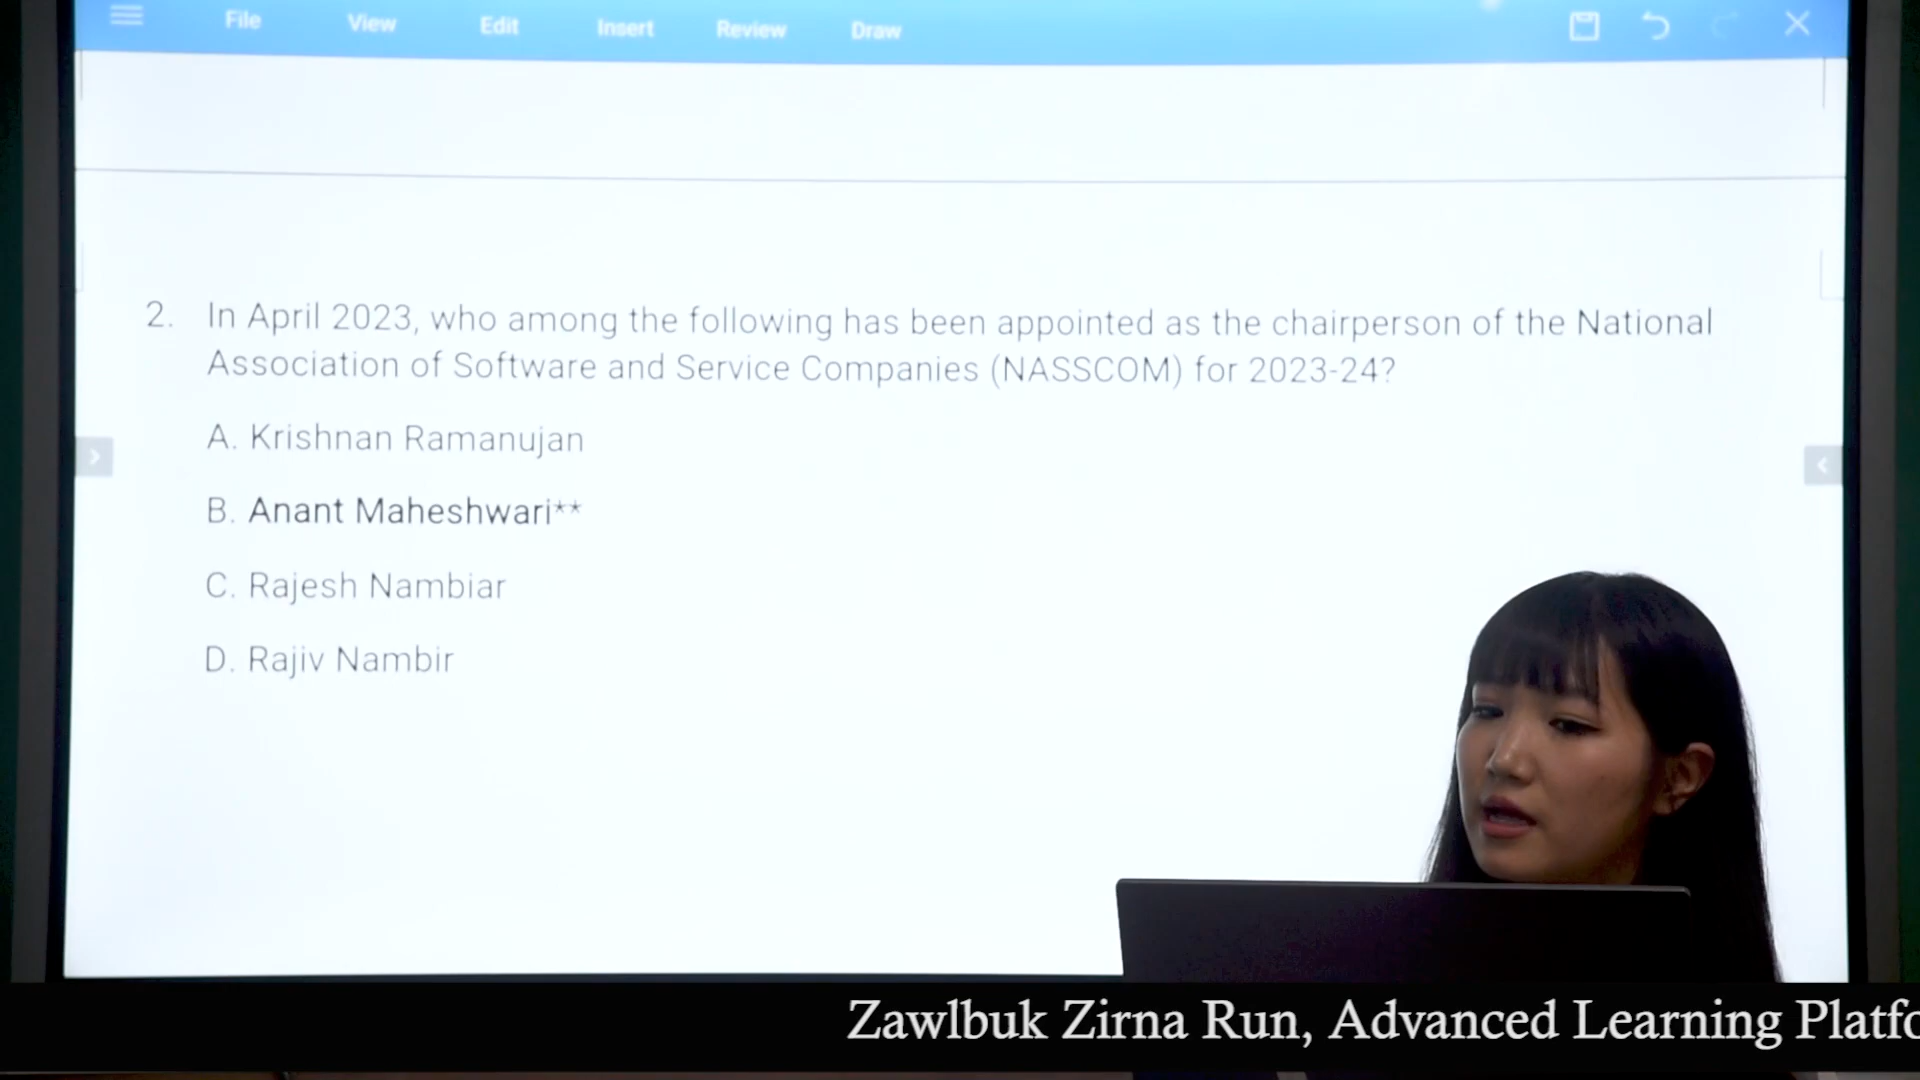 File View Edit Insert Review Draw
2. In April 2023, who among the following has been appointed as the chairperson of the National
Association of Software and Service Companies (NASSCOM) for 2023-24?
A. Krishnan Ramanujan
B. Anant Maheshwari**
C. Rajesh Nambiar
D. Rajiv Nambir
Zawlbuk Zirna Run, Advanced Learning Platfo